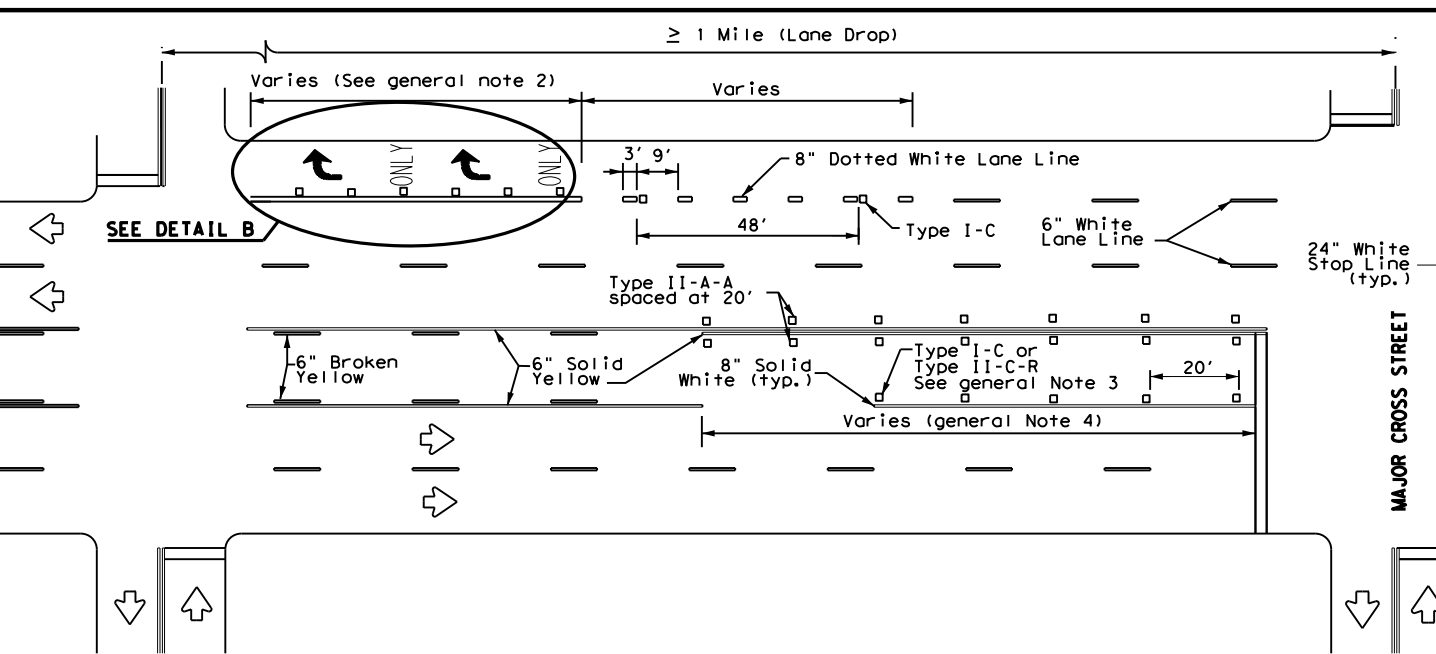 ≥ 1 Mile (Lane Drop)
Varies (See general note 2)
Varies
ONLY
ONLY
3' 9'
8" Dotted White Lane Line
SEE DETAIL B
48'
Type I-C
6" White
Lane Line
24" White
Stop Line
(typ.)
Type II-A-A
spaced at 20'
6" Broken
Yellow
6" Solid
Yellow
8" Solid
White (typ.)
Type I-C or
Type II-C-R
See general Note 3
20'
Varies (general Note 4)
MAJOR CROSS STREET